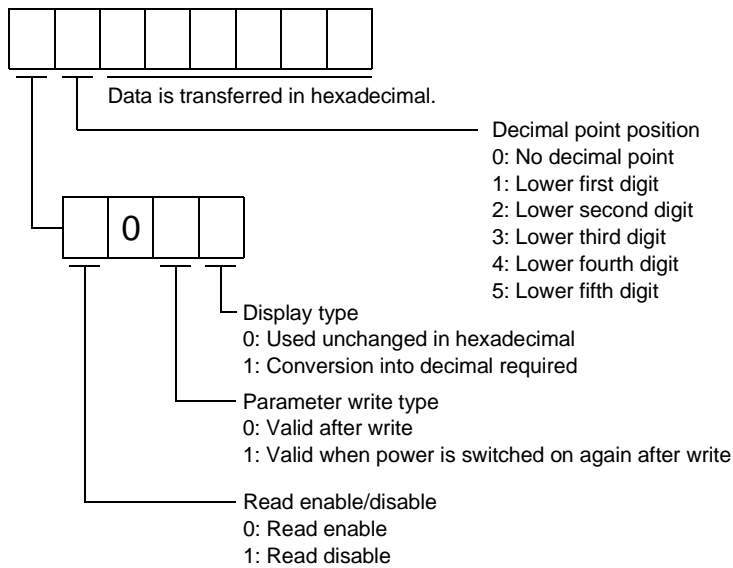 Data is transferred in hexadecimal.
Decimal point position
0: No decimal point
1: Lower first digit
2: Lower second digit
3: Lower third digit
4: Lower fourth digit
5: Lower fifth digit
0
Display type
0: Used unchanged in hexadecimal
1: Conversion into decimal required
Parameter write type
0: Valid after write
1: Valid when power is switched on again after write
Read enable/disable
0: Read enable
1: Read disable